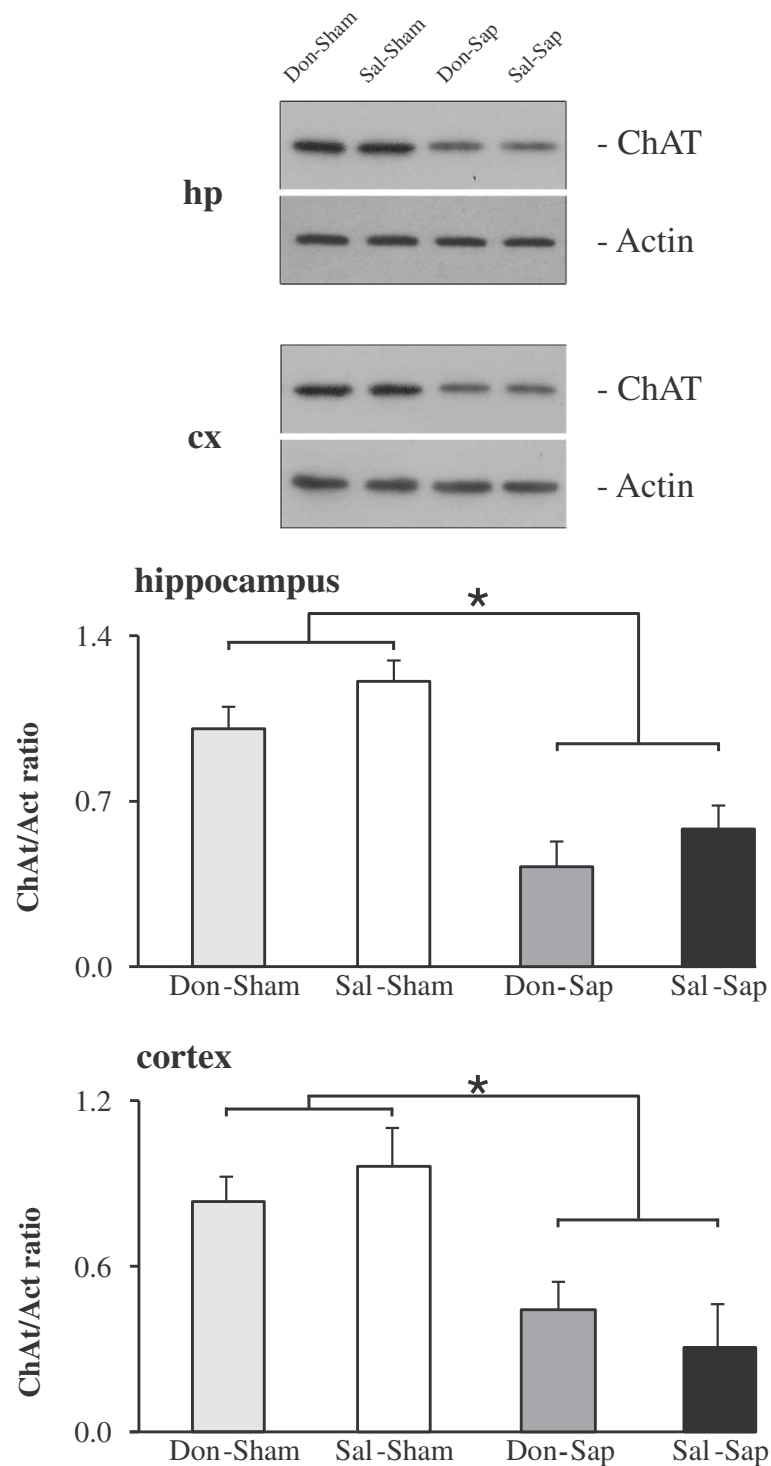 Don-Sham Sal-Sham Don-Sap Sal-Sap
- ChAT
hp
- Actin
- ChAT
cx
- Actin
hippocampus
*
1.4
0.7
0.0
ChAt/Act ratio
Don-Sham Sal-Sham Don-Sap Sal-Sap
cortex
*
1.2
0.6
0.0
ChAt/Act ratio
Don-Sham Sal-Sham Don-Sap Sal-Sap